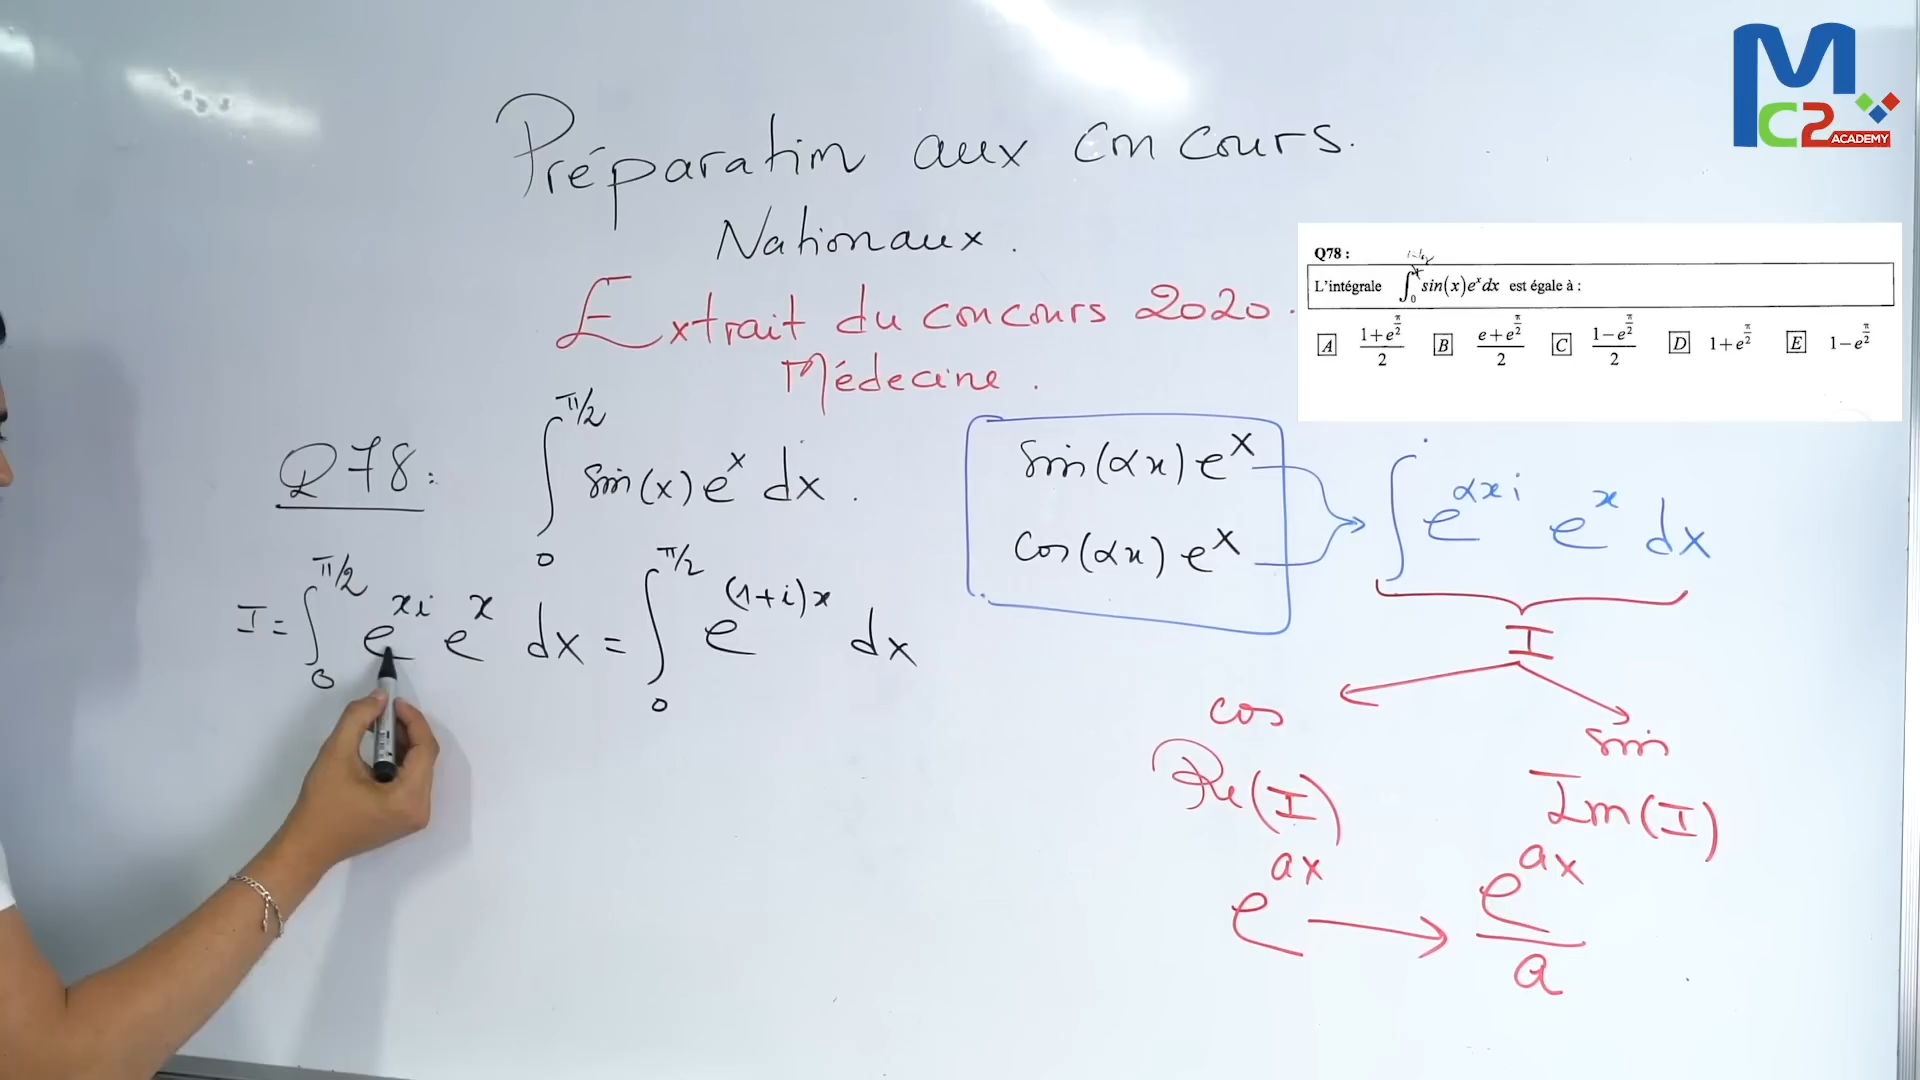 MC2 ACADEMY
Préparation aux concours.
Nationaux.
Extrait du concours 2020.
Médecine.
Q78 :
L'intégrale ∫₀^π sin(x)eˣdx est égale à :
A (1+e^(π/2))/2 B (e+e^(π/2))/2 C (1−e^(π/2))/2 D 1+e^(π/2) E 1−e^(π/2)
Q78: ∫₀^(π/2) sin(x) eˣ dx.
I = ∫₀^(π/2) e^(xi) eˣ dx = ∫₀^(π/2) e^((1+i)x) dx
sin(αx) eˣ
cos(αx) eˣ
∫ e^(αxi) eˣ dx
I
cos sin
Re(I) Im(I)
e^(ax) → e^(ax)/a